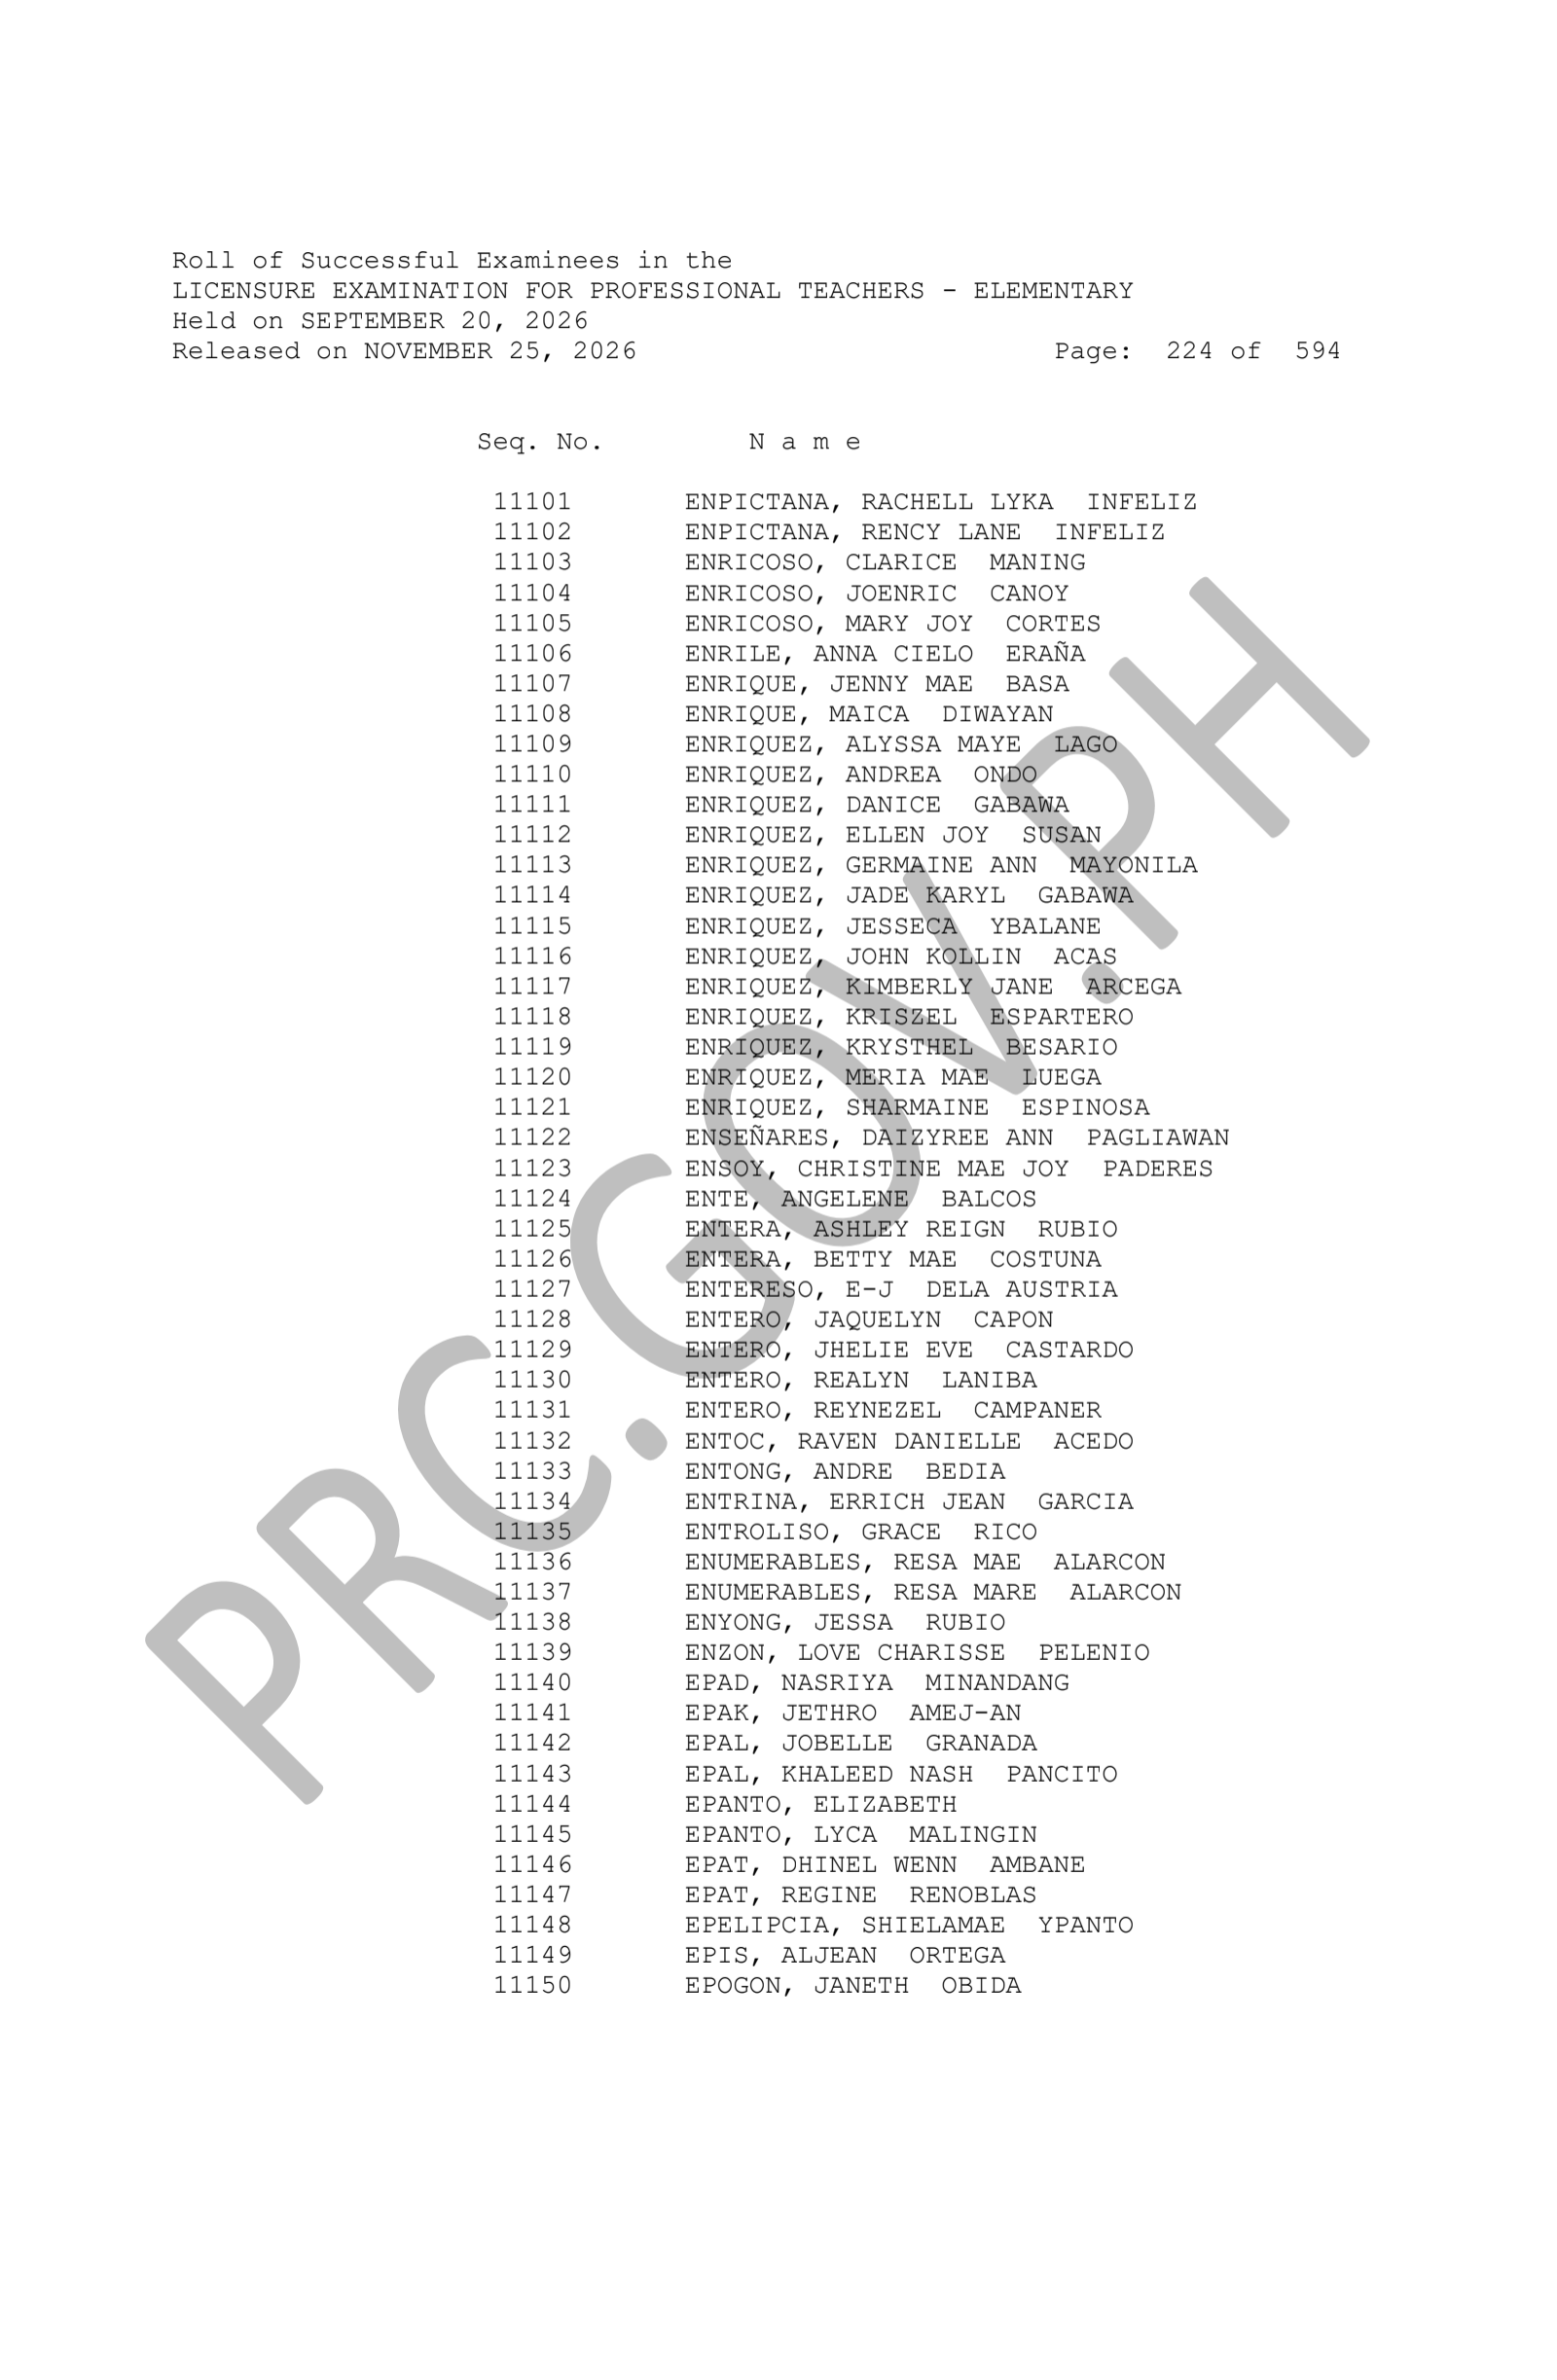 Roll of Successful Examinees in the
LICENSURE EXAMINATION FOR PROFESSIONAL TEACHERS - ELEMENTARY
Held on SEPTEMBER 20, 2026
Released on NOVEMBER 25, 2026 Page: 224 of 594
Seq. No. N a m e
11101 ENPICTANA, RACHELL LYKA INFELIZ
11102 ENPICTANA, RENCY LANE INFELIZ
11103 ENRICOSO, CLARICE MANING
11104 ENRICOSO, JOENRIC CANOY
11105 ENRICOSO, MARY JOY CORTES
11106 ENRILE, ANNA CIELO ERAÑA
11107 ENRIQUE, JENNY MAE BASA
11108 ENRIQUE, MAICA DIWAYAN
11109 ENRIQUEZ, ALYSSA MAYE LAGO
11110 ENRIQUEZ, ANDREA ONDO
11111 ENRIQUEZ, DANICE GABAWA
11112 ENRIQUEZ, ELLEN JOY SUSAN
11113 ENRIQUEZ, GERMAINE ANN MAYONILA
11114 ENRIQUEZ, JADE KARYL GABAWA
11115 ENRIQUEZ, JESSECA YBALANE
11116 ENRIQUEZ, JOHN KOLLIN ACAS
11117 ENRIQUEZ, KIMBERLY JANE ARCEGA
11118 ENRIQUEZ, KRISZEL ESPARTERO
11119 ENRIQUEZ, KRYSTHEL BESARIO
11120 ENRIQUEZ, MERIA MAE LUEGA
11121 ENRIQUEZ, SHARMAINE ESPINOSA
11122 ENSEÑARES, DAIZYREE ANN PAGLIAWAN
11123 ENSOY, CHRISTINE MAE JOY PADERES
11124 ENTE, ANGELENE BALCOS
11125 ENTERA, ASHLEY REIGN RUBIO
11126 ENTERA, BETTY MAE COSTUNA
11127 ENTERESO, E-J DELA AUSTRIA
11128 ENTERO, JAQUELYN CAPON
11129 ENTERO, JHELIE EVE CASTARDO
11130 ENTERO, REALYN LANIBA
11131 ENTERO, REYNEZEL CAMPANER
11132 ENTOC, RAVEN DANIELLE ACEDO
11133 ENTONG, ANDRE BEDIA
11134 ENTRINA, ERRICH JEAN GARCIA
11135 ENTROLISO, GRACE RICO
11136 ENUMERABLES, RESA MAE ALARCON
11137 ENUMERABLES, RESA MARE ALARCON
11138 ENYONG, JESSA RUBIO
11139 ENZON, LOVE CHARISSE PELENIO
11140 EPAD, NASRIYA MINANDANG
11141 EPAK, JETHRO AMEJ-AN
11142 EPAL, JOBELLE GRANADA
11143 EPAL, KHALEED NASH PANCITO
11144 EPANTO, ELIZABETH
11145 EPANTO, LYCA MALINGIN
11146 EPAT, DHINEL WENN AMBANE
11147 EPAT, REGINE RENOBLAS
11148 EPELIPCIA, SHIELAMAE YPANTO
11149 EPIS, ALJEAN ORTEGA
11150 EPOGON, JANETH OBIDA
PRC.GOV.PH